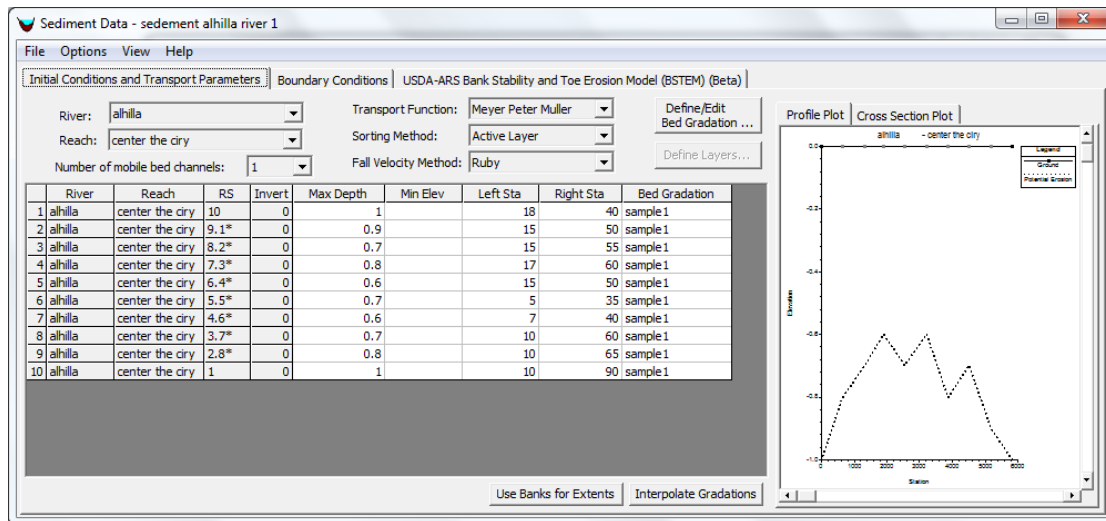 Sediment Data - sedement alhilla river 1
File Options View Help
Initial Conditions and Transport Parameters Boundary Conditions USDA-ARS Bank Stability and Toe Erosion Model (BSTEM) (Beta)
River: alhilla
Reach: center the ciry
Number of mobile bed channels: 1
Transport Function: Meyer Peter Muller
Sorting Method: Active Layer
Fall Velocity Method: Ruby
Define/Edit
Bed Gradation ...
Define Layers...
River Reach RS Invert Max Depth Min Elev Left Sta Right Sta Bed Gradation
1 alhilla center the ciry 10 0 1 18 40 sample1
2 alhilla center the ciry 9.1* 0 0.9 15 50 sample1
3 alhilla center the ciry 8.2* 0 0.7 15 55 sample1
4 alhilla center the ciry 7.3* 0 0.8 17 60 sample1
5 alhilla center the ciry 6.4* 0 0.6 15 50 sample1
6 alhilla center the ciry 5.5* 0 0.7 5 35 sample1
7 alhilla center the ciry 4.6* 0 0.6 7 40 sample1
8 alhilla center the ciry 3.7* 0 0.7 10 60 sample1
9 alhilla center the ciry 2.8* 0 0.8 10 65 sample1
10 alhilla center the ciry 1 0 1 10 90 sample1
Use Banks for Extents Interpolate Gradations
Profile Plot Cross Section Plot
alhilla - center the ciry
Legend
Ground
Potential Erosion
0.0
-0.2
-0.4
-0.6
-0.8
-1.0
Elevation
0 1000 2000 3000 4000 5000 6000
Station